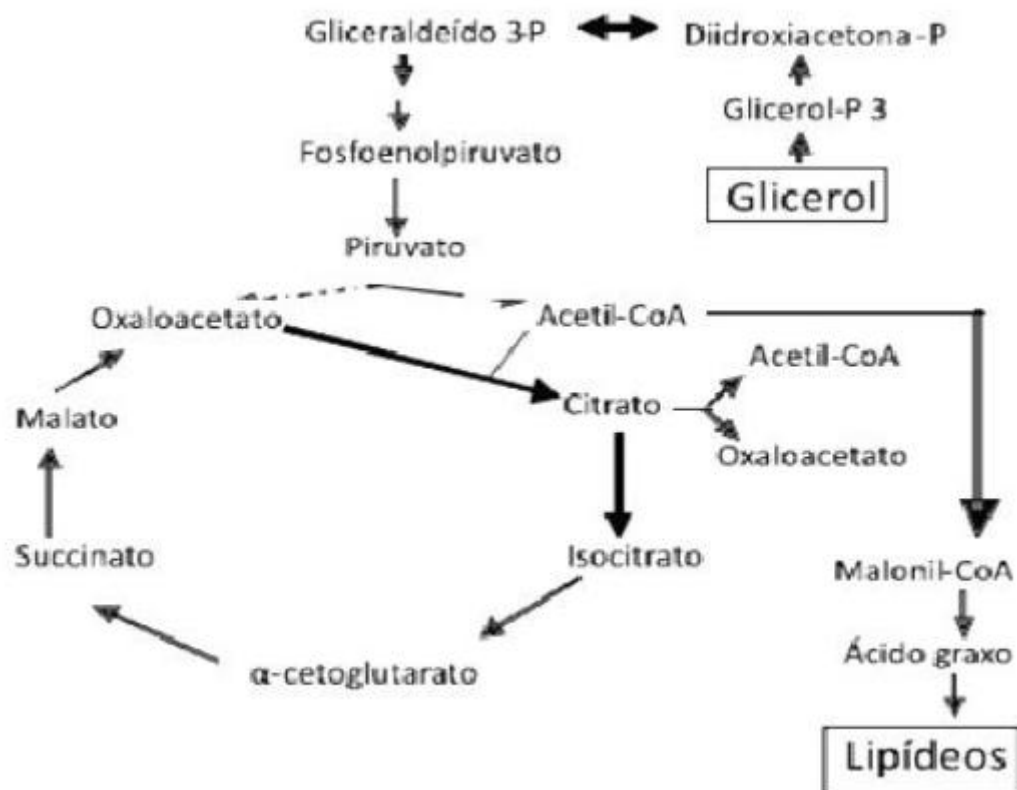 Gliceraldeído 3-P
Diidroxiacetona-P
Glicerol-P 3
Fosfoenolpiruvato
Glicerol
Piruvato
Oxaloacetato
Acetil-CoA
Acetil-CoA
Citrato
Malato
Oxaloacetato
Succinato
Isocitrato
Malonil-CoA
Ácido graxo
α-cetoglutarato
Lipídeos